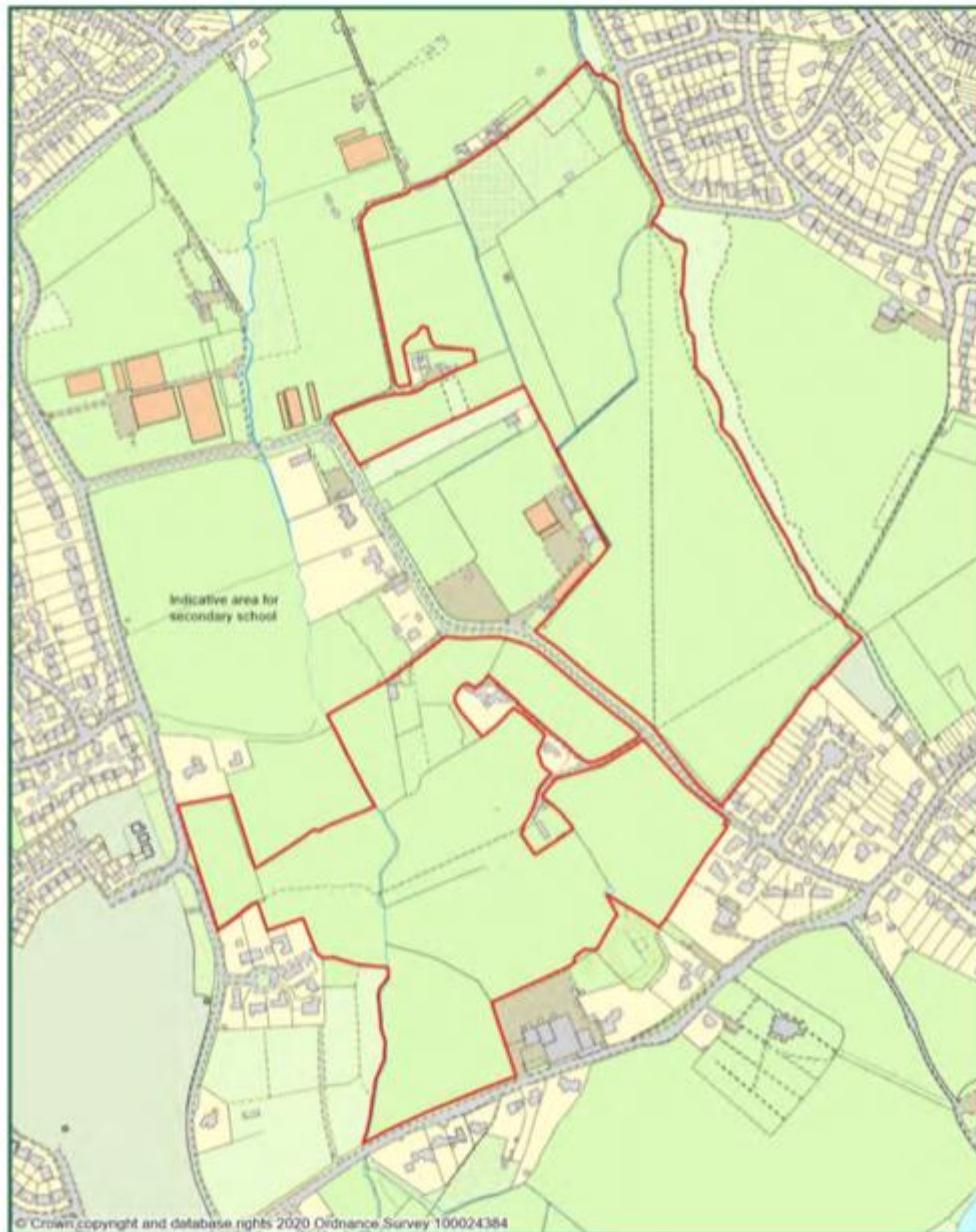 Indicative area for
secondary school
© Crown copyright and database rights 2020 Ordnance Survey 100024384